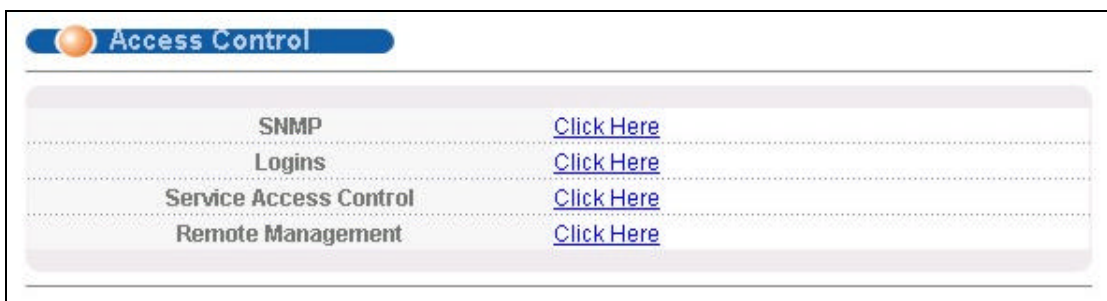 Access Control
SNMP Click Here
Logins Click Here
Service Access Control Click Here
Remote Management Click Here